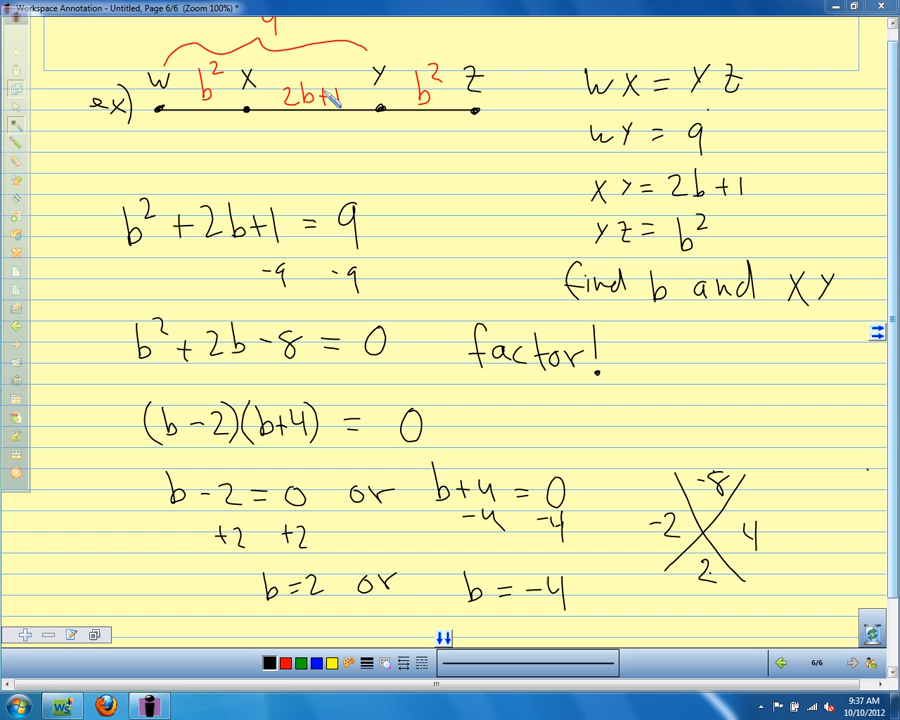 Workspace Annotation - Untitled, Page 6/6 (Zoom 100%) *
9
W b² X 2b+1 Y b² Z
ex)
WX = YZ
WY = 9
XY = 2b+1
YZ = b²
find b and XY
b² + 2b+1 = 9
-9 -9
b² + 2b - 8 = 0 factor!
(b - 2)(b+4) = 0
b - 2 = 0 or b+4 = 0
+2 +2 -4 -4
b = 2 or b = -4
-8
-2 4
2
6/6
9:37 AM
10/10/2012